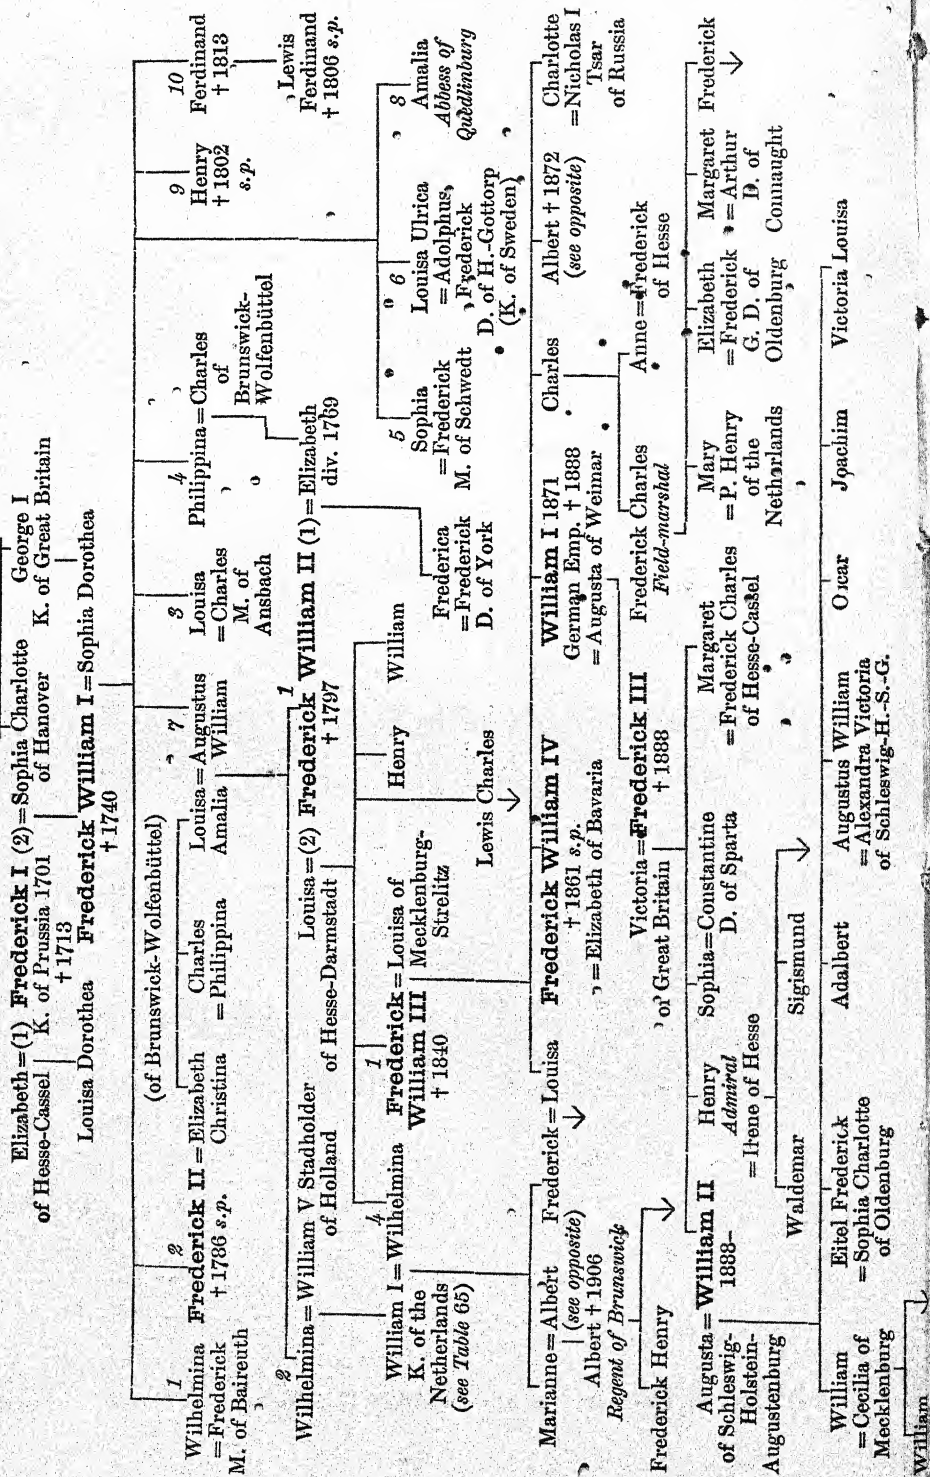 Elizabeth=(1) Frederick I (2)=Sophia Charlotte George I
of Hesse-Cassel K. of Prussia 1701 of Hanover K. of Great Britain
† 1713
Louisa Dorothea Frederick William I=Sophia Dorothea
† 1740
(of Brunswick-Wolfenbüttel)
1 2 7 3 4 9 10
Wilhelmina Frederick II = Elizabeth Charles Louisa = Augustus Louisa Philippina=Charles Henry Ferdinand
=Frederick † 1786 s.p. Christina = Philippina Amalia William =Charles of † 1802 † 1813
M. of Baireuth M. of Brunswick- s.p.
Ansbach Wolfenbüttel Lewis
Ferdinand
† 1806 s.p.
2 1
Wilhelmina=William V Stadholder Louisa=(2) Frederick William II (1)=Elizabeth
of Holland of Hesse-Darmstadt † 1797 div. 1769
5 6 8
Sophia Louisa Ulrica Amalia
=Frederick =Adolphus Abbess of
M. of Schwedt Frederick Quedlinburg
D. of H.-Gottorp
(K. of Sweden)
4 1
William I=Wilhelmina Frederick=Louisa of Henry William Frederica
K. of the William III Mecklenburg- =Frederick
Netherlands † 1840 Strelitz D. of York
(see Table 65) Lewis Charles
Marianne=Albert Frederick=Louisa Frederick William IV William I 1871 Charles Albert † 1872 Charlotte
(see opposite) † 1861 s.p. German Emp. † 1888 (see opposite) =Nicholas I
Albert † 1906 =Elizabeth of Bavaria =Augusta of Weimar Tsar
Regent of Brunswick of Russia
Frederick Henry Victoria=Frederick III Frederick Charles Anne=Frederick
of Great Britain † 1888 Field-marshal of Hesse
Augusta=William II Henry Sophia=Constantine Margaret Mary Elizabeth Margaret Frederick
of Schleswig- 1888– Admiral D. of Sparta =Frederick Charles = P. Henry =Frederick =Arthur
Holstein- =Irene of Hesse of Hesse-Cassel of the G. D. of D. of
Augustenburg Netherlands Oldenburg Connaught
Waldemar Sigismund
William Eitel Frederick Adalbert Augustus William Oscar Joachim Victoria Louisa
=Cecilia of =Sophia Charlotte =Alexandra Victoria
Mecklenburg of Oldenburg of Schleswig-H.-S.-G.
William